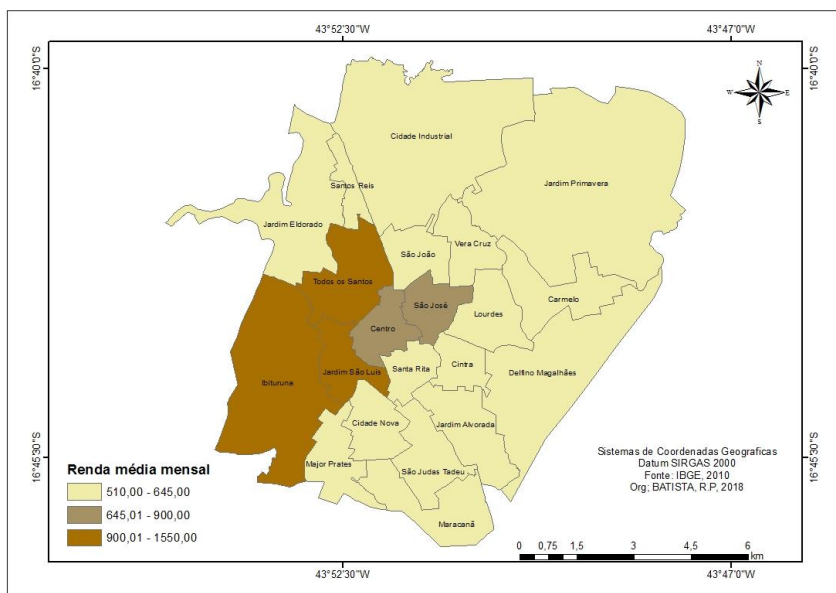 43°52'30"W
43°47'0"W
16°40'0"S
16°40'0"S
N
W
E
S
Cidade Industrial
Jardim Primavera
Santos Reis
Jardim Eldorado
São João
Vera Cruz
Todos os Santos
São José
Carmelo
Lourdes
Centro
Ibituruna
Jardim São Luis
Santa Rita
Cintra
Delfino Magalhães
Cidade Nova
Jardim Alvorada
Major Prates
São Judas Tadeu
Maracanã
16°45'30"S
16°45'30"S
Sistemas de Coordenadas Geograficas
Datum SIRGAS 2000
Fonte: IBGE, 2010
Org: BATISTA, R.P, 2018
Renda média mensal
510,00 - 645,00
645,01 - 900,00
900,01 - 1550,00
0 0,75 1,5 3 4,5 6
km
43°52'30"W
43°47'0"W